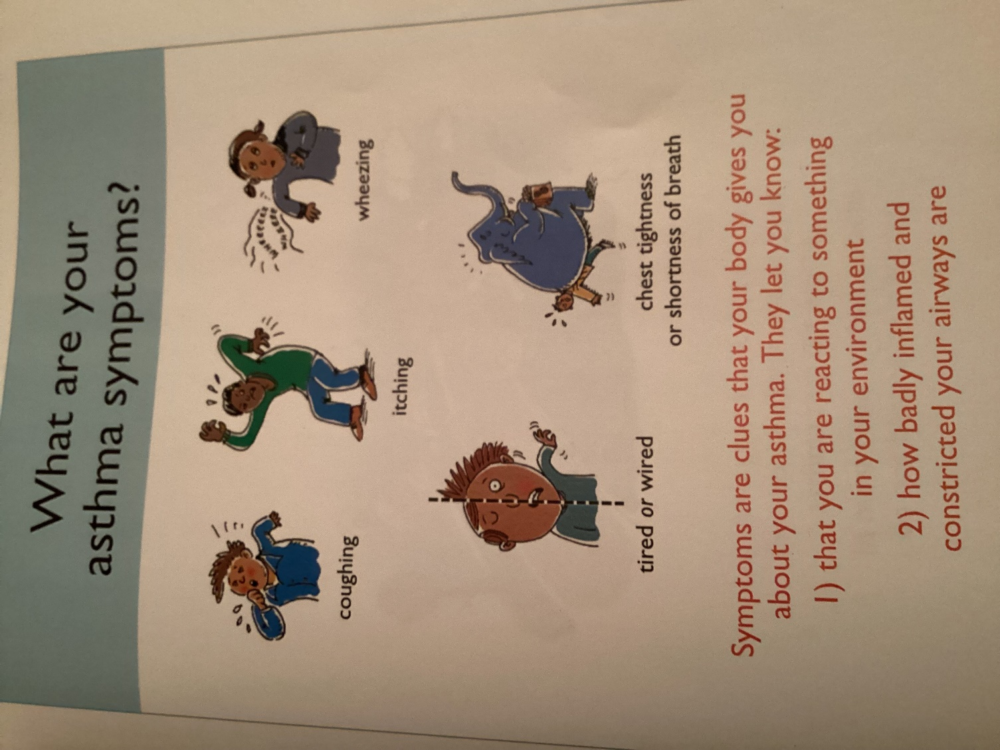 What are your
asthma symptoms?
coughing
itching
wheezing
tired or wired
chest tightness
or shortness of breath
Symptoms are clues that your body gives you
about your asthma. They let you know:
1) that you are reacting to something
in your environment
2) how badly inflamed and
constricted your airways are